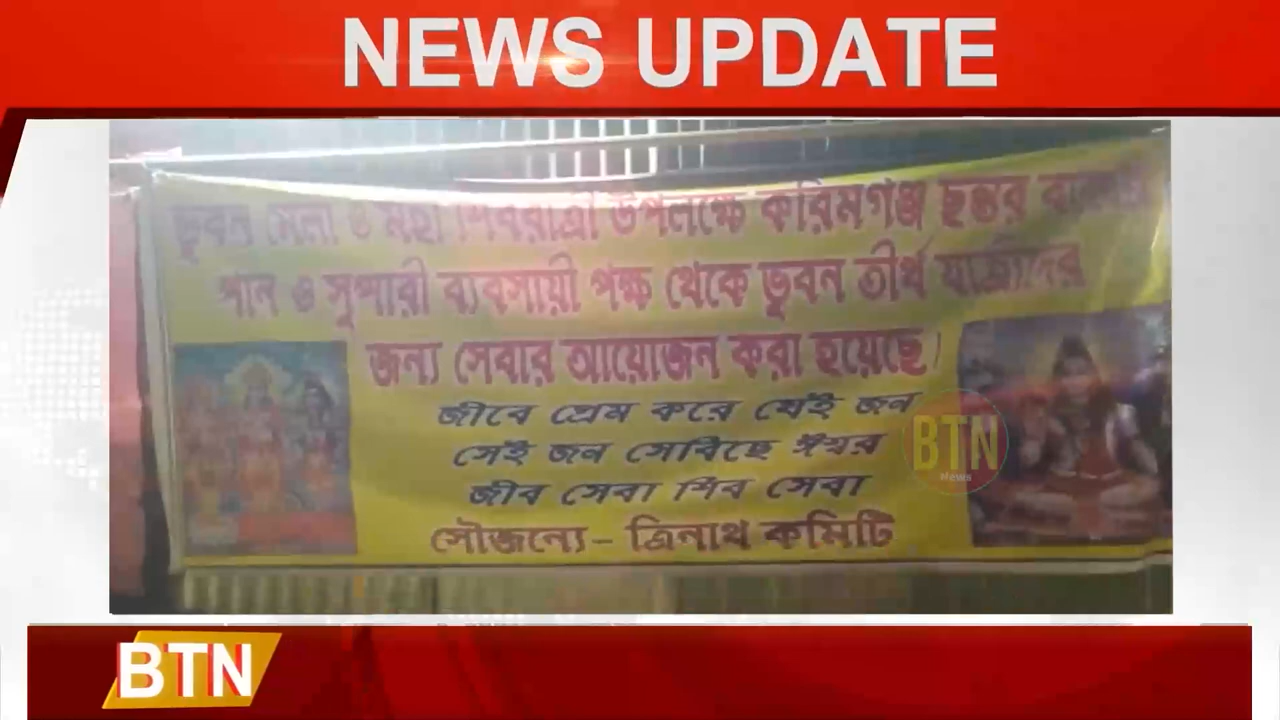 NEWS UPDATE
ভুবন মেলা ও মহা শিবরাত্রী উপলক্ষে করিমগঞ্জ ছন্তর
পান ও সুপারী ব্যবসায়ী পক্ষ থেকে ভুবন তীর্থ যাত্রীদের
জন্য সেবার আয়োজন করা হয়েছে।
জীবে প্রেম করে যেই জন
সেই জন সেবিছে ঈশ্বর
জীব সেবা শিব সেবা
সৌজন্যে - ত্রিনাথ কমিটি
BTN
News
BTN